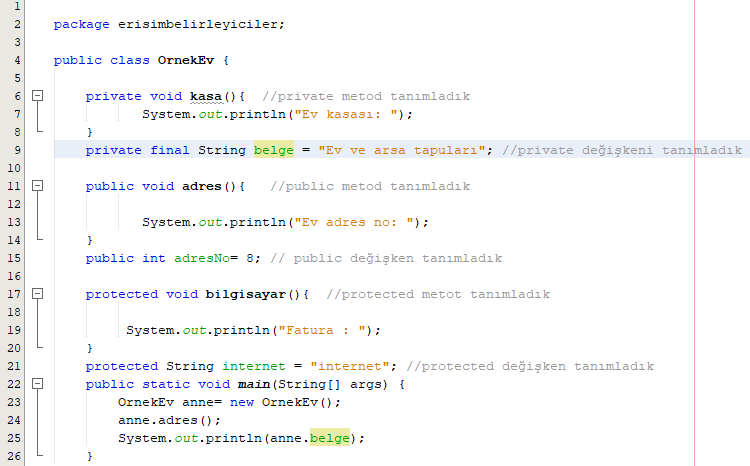 1
2 package erisimbelirleyiciler;
3
4 public class OrnekEv {
5
6 private void kasa(){ //private metod tanımladık
7 System.out.println("Ev kasası: ");
8 }
9 private final String belge = "Ev ve arsa tapuları"; //private değişkeni tanımladık
10
11 public void adres(){ //public metod tanımladık
12
13 System.out.println("Ev adres no: ");
14 }
15 public int adresNo= 8; // public değişken tanımladık
16
17 protected void bilgisayar(){ //protected metot tanımladık
18
19 System.out.println("Fatura : ");
20 }
21 protected String internet = "internet"; //protected değişken tanımladık
22 public static void main(String[] args) {
23 OrnekEv anne= new OrnekEv();
24 anne.adres();
25 System.out.println(anne.belge);
26 }